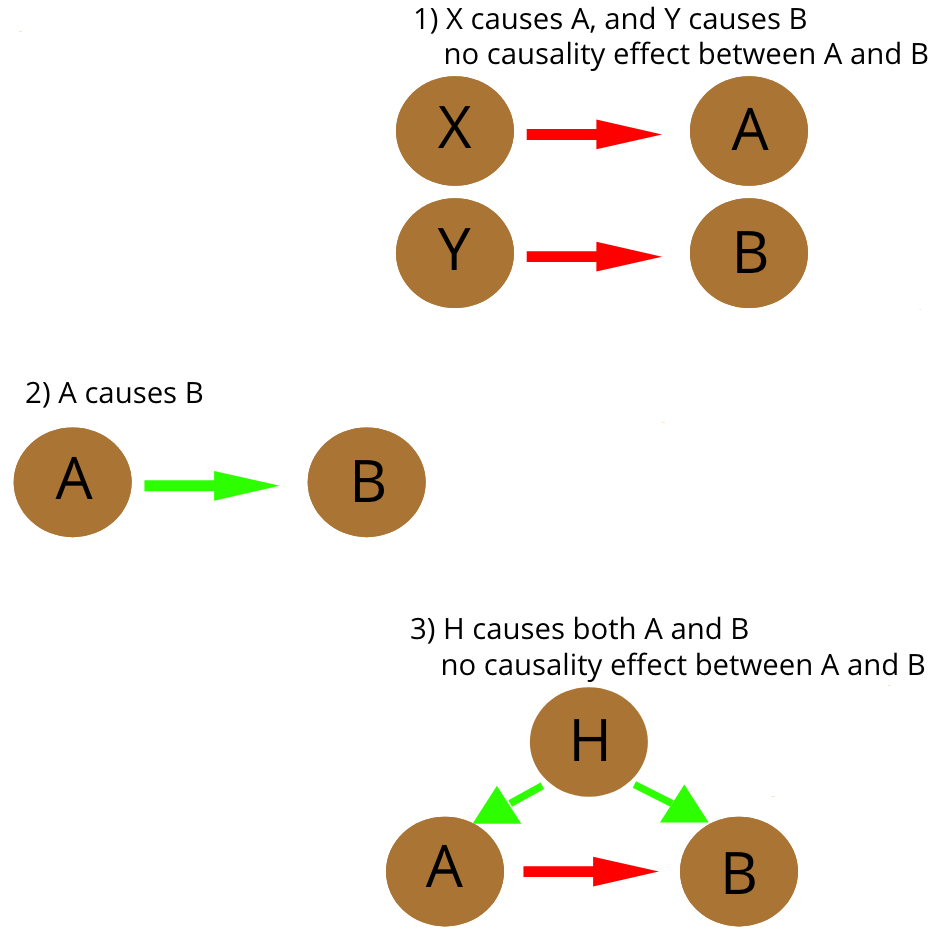 1) X causes A, and Y causes B
no causality effect between A and B
X
A
Y
B
2) A causes B
A
B
3) H causes both A and B
no causality effect between A and B
H
A
B